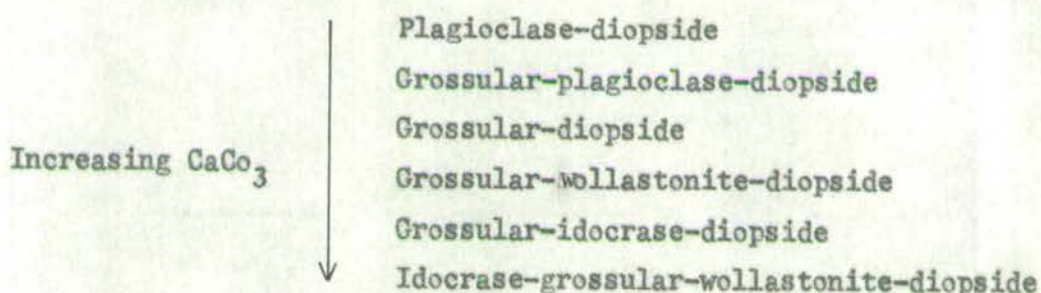 Plagioclase-diopside
Grossular-plagioclase-diopside
Grossular-diopside
Increasing CaCo₃
Grossular-wollastonite-diopside
Grossular-idocrase-diopside
Idocrase-grossular-wollastonite-diopside